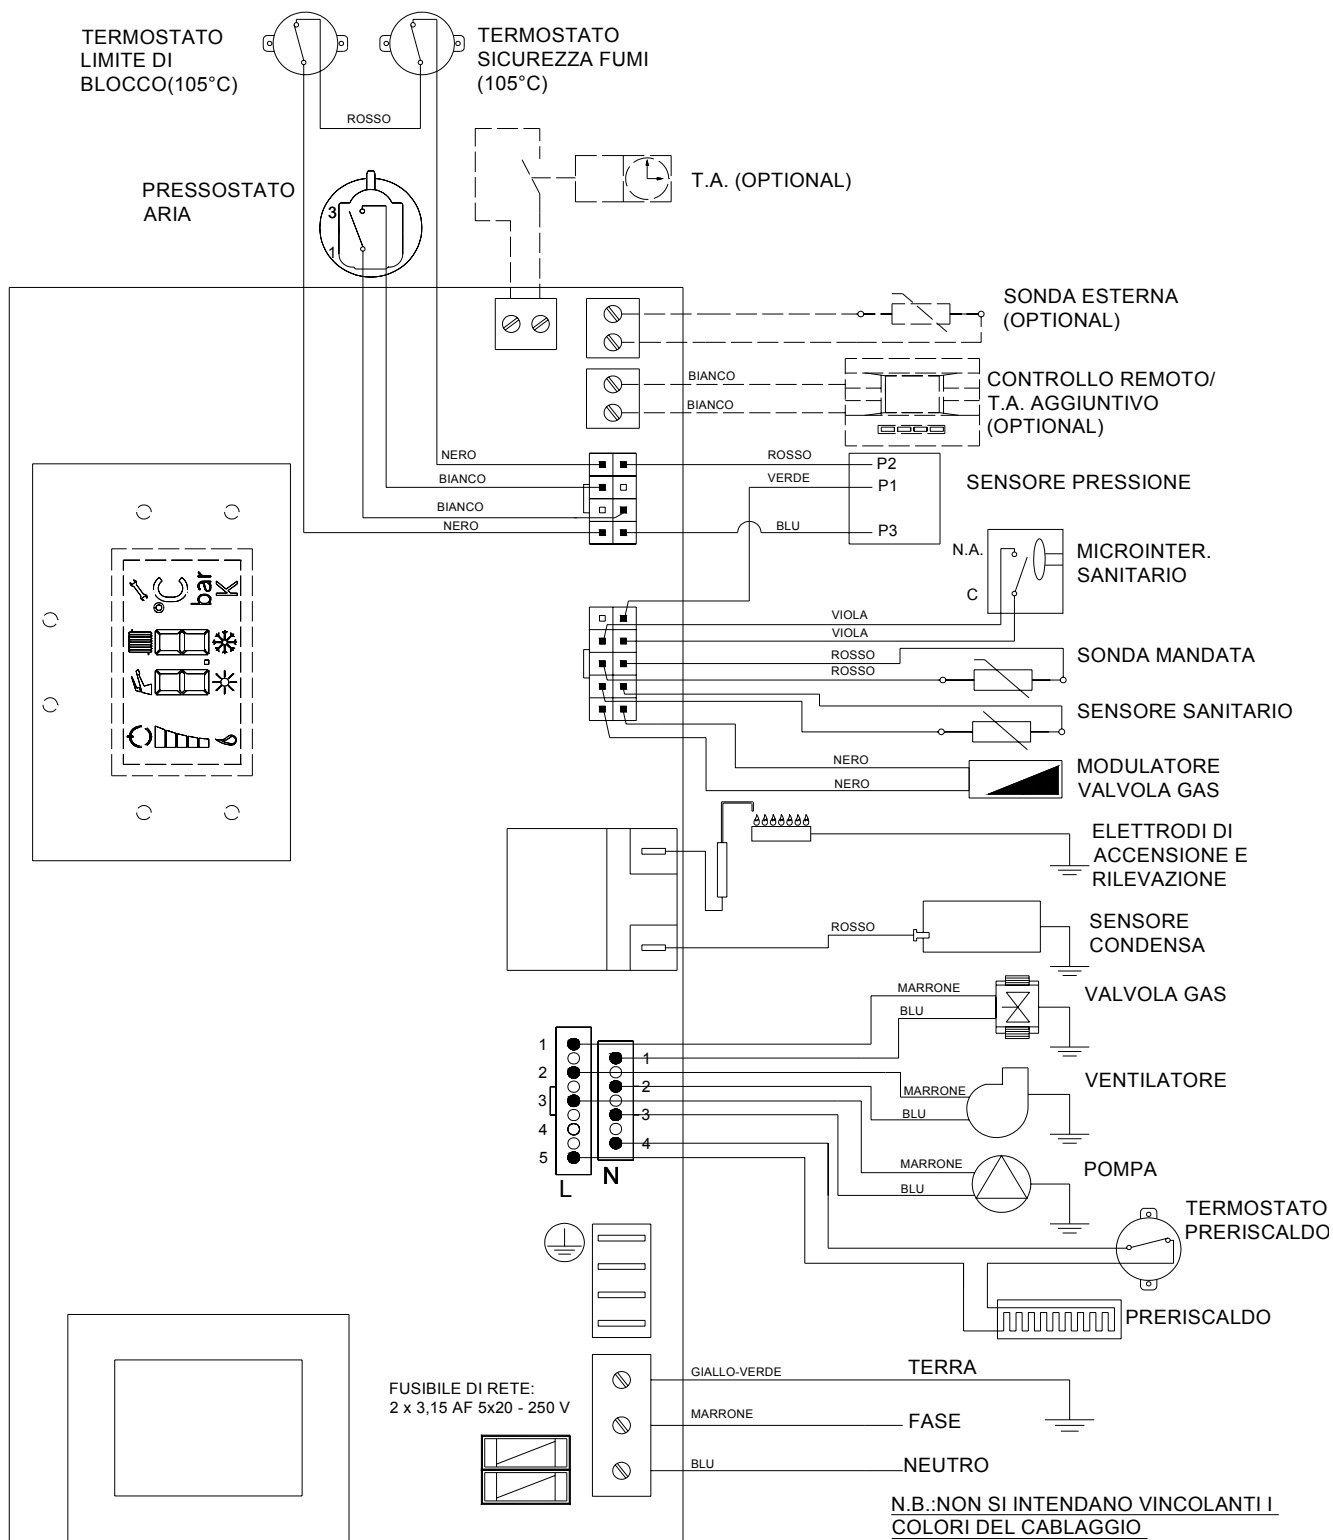 TERMOSTATO
LIMITE DI
BLOCCO(105°C)
TERMOSTATO
SICUREZZA FUMI
(105°C)
ROSSO
PRESSOSTATO
ARIA
3
1
T.A. (OPTIONAL)
SONDA ESTERNA
(OPTIONAL)
BIANCO
BIANCO
CONTROLLO REMOTO/
T.A. AGGIUNTIVO
(OPTIONAL)
NERO
BIANCO
BIANCO
NERO
ROSSO
VERDE
BLU
P2
P1
P3
SENSORE PRESSIONE
N.A.
C
MICROINTER.
SANITARIO
VIOLA
VIOLA
ROSSO
ROSSO
SONDA MANDATA
SENSORE SANITARIO
NERO
NERO
MODULATORE
VALVOLA GAS
°C
bar
K
ELETTRODI DI
ACCENSIONE E
RILEVAZIONE
ROSSO
SENSORE
CONDENSA
MARRONE
BLU
VALVOLA GAS
1
2
3
4
5
L
1
2
3
4
N
MARRONE
BLU
VENTILATORE
MARRONE
BLU
POMPA
TERMOSTATO
PRERISCALDO
PRERISCALDO
FUSIBILE DI RETE:
2 x 3,15 AF 5x20 - 250 V
GIALLO-VERDE
TERRA
MARRONE
FASE
BLU
NEUTRO
N.B.:NON SI INTENDANO VINCOLANTI I
COLORI DEL CABLAGGIO